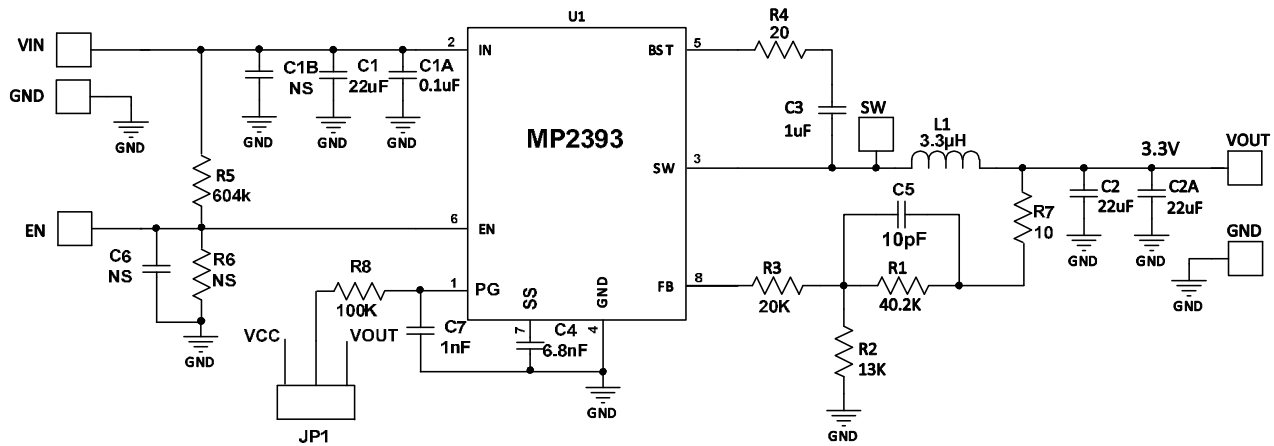 U1
VIN
GND
GND
2
IN
C1B
NS
GND
C1
22uF
GND
C1A
0.1uF
GND
MP2393
BST
5
R4
20
C3
1uF
SW
SW
3
L1
3.3µH
3.3V
VOUT
C2
22uF
GND
C2A
22uF
GND
GND
GND
R7
10
R5
604k
EN
6
EN
C6
NS
R6
NS
GND
R8
100K
1
PG
C7
1nF
VCC
VOUT
JP1
SS
7
C4
6.8nF
GND
4
GND
FB
8
R3
20K
C5
10pF
R1
40.2K
R2
13K
GND